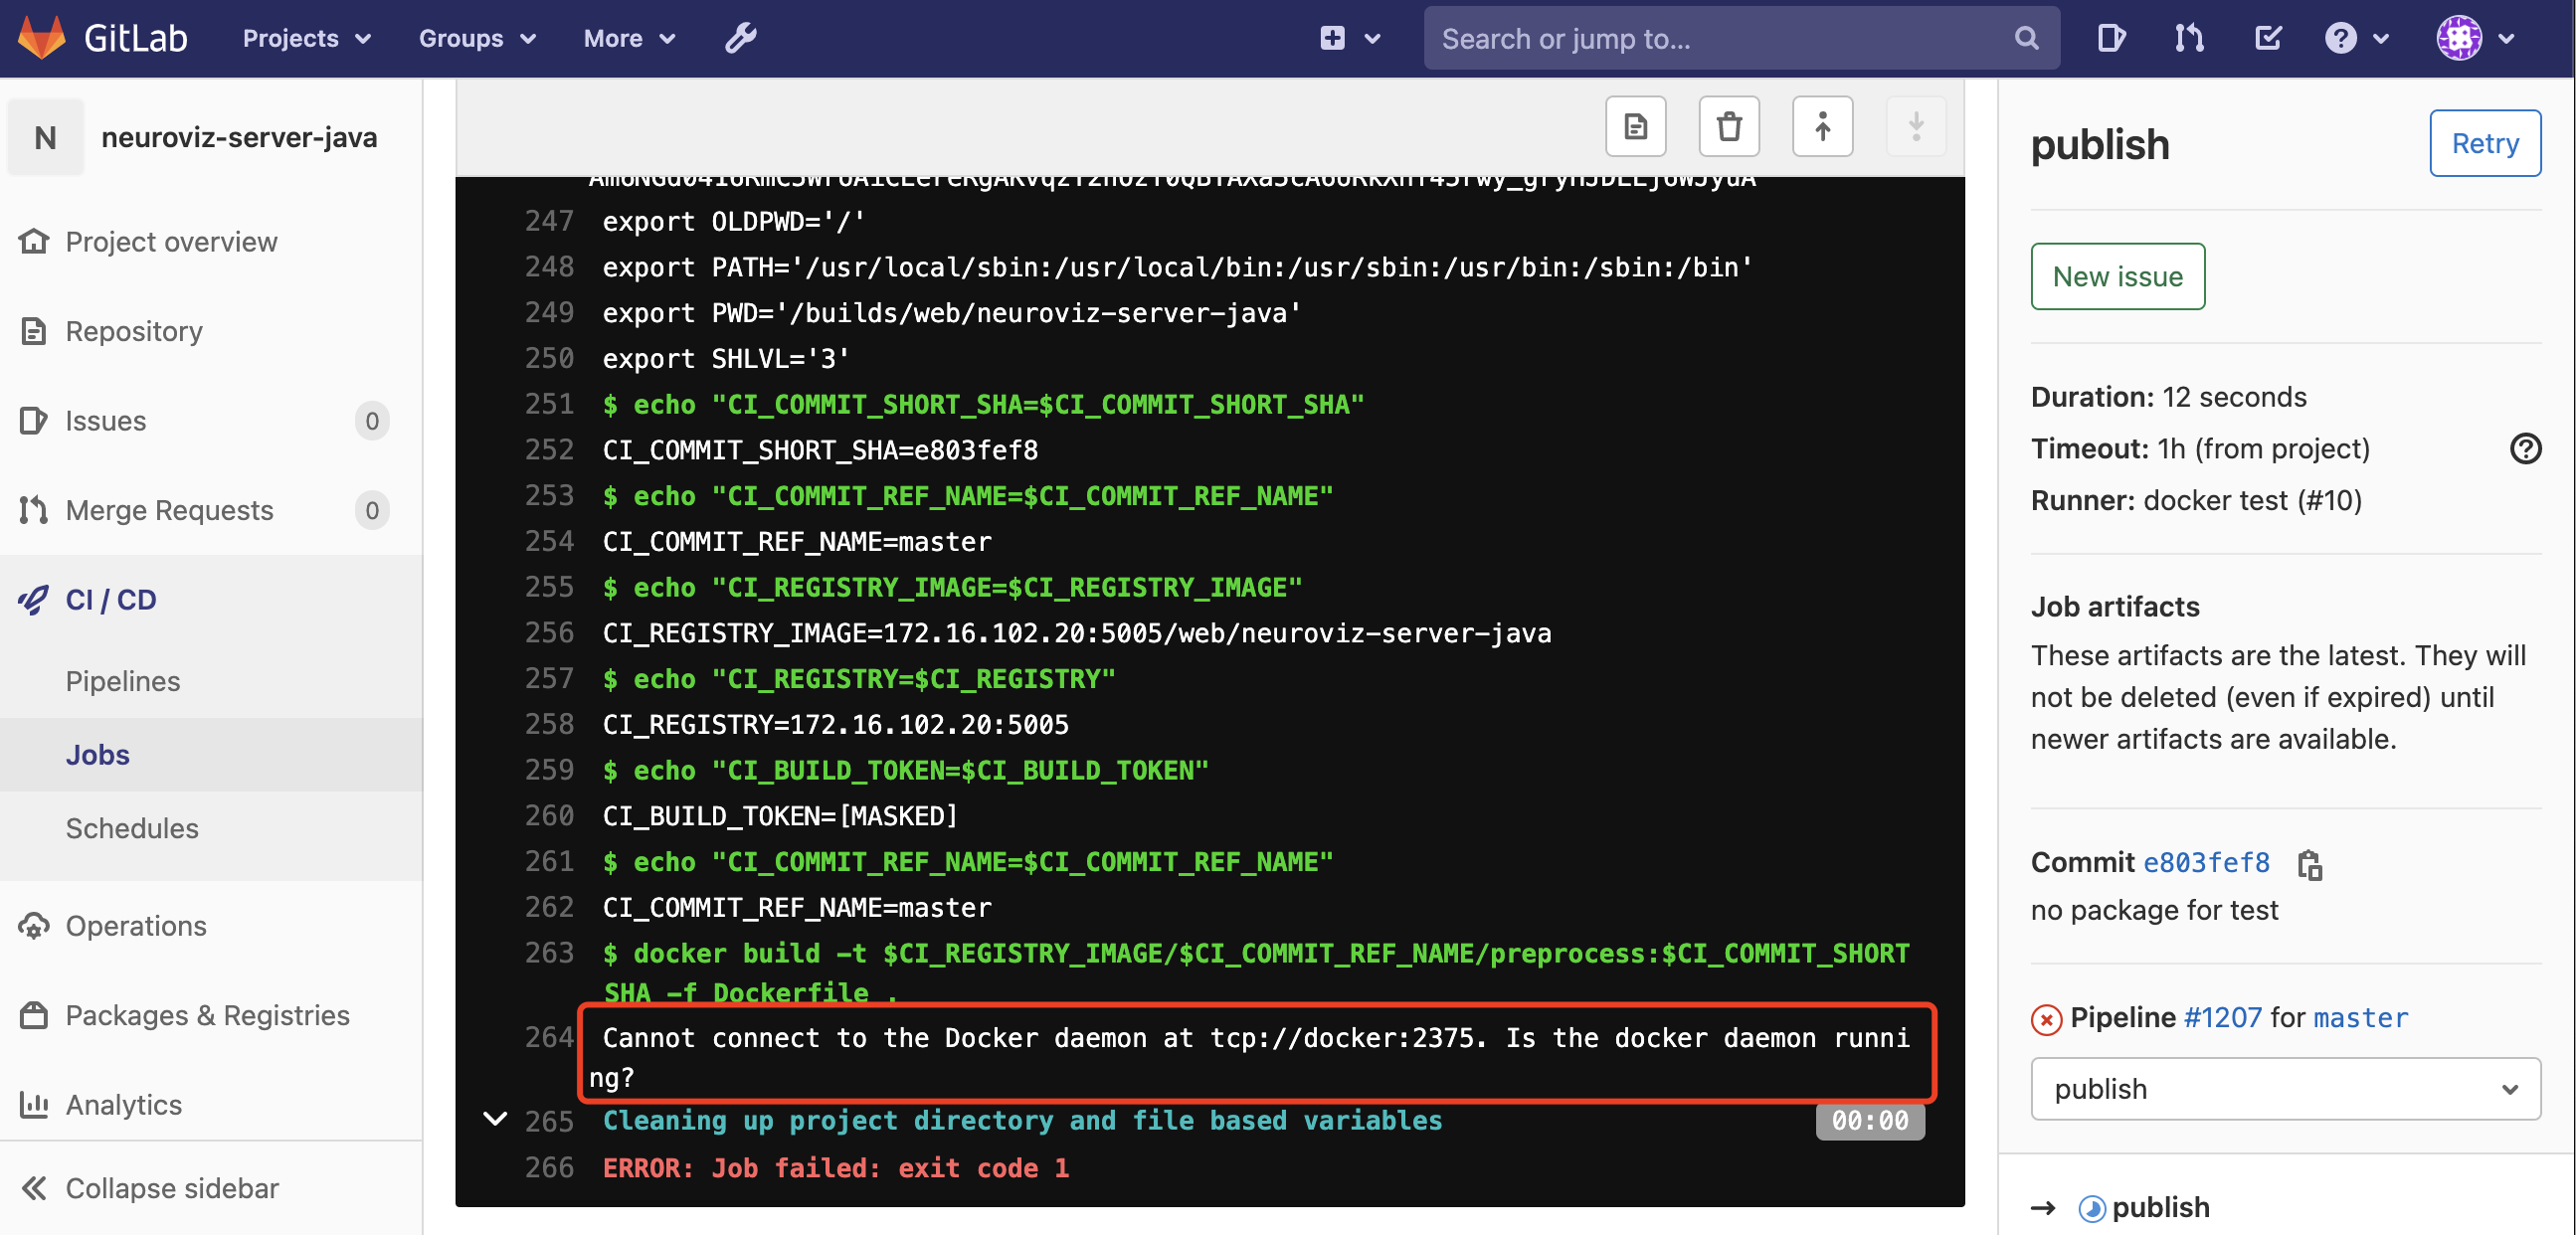 GitLab
Projects
Groups
More
Search or jump to...
N
neuroviz-server-java
Project overview
Repository
Issues
0
Merge Requests
0
CI / CD
Pipelines
Jobs
Schedules
Operations
Packages & Registries
Analytics
Collapse sidebar
247 export OLDPWD='/'
248 export PATH='/usr/local/sbin:/usr/local/bin:/usr/sbin:/usr/bin:/sbin:/bin'
249 export PWD='/builds/web/neuroviz-server-java'
250 export SHLVL='3'
251 $ echo "CI_COMMIT_SHORT_SHA=$CI_COMMIT_SHORT_SHA"
252 CI_COMMIT_SHORT_SHA=e803fef8
253 $ echo "CI_COMMIT_REF_NAME=$CI_COMMIT_REF_NAME"
254 CI_COMMIT_REF_NAME=master
255 $ echo "CI_REGISTRY_IMAGE=$CI_REGISTRY_IMAGE"
256 CI_REGISTRY_IMAGE=172.16.102.20:5005/web/neuroviz-server-java
257 $ echo "CI_REGISTRY=$CI_REGISTRY"
258 CI_REGISTRY=172.16.102.20:5005
259 $ echo "CI_BUILD_TOKEN=$CI_BUILD_TOKEN"
260 CI_BUILD_TOKEN=[MASKED]
261 $ echo "CI_COMMIT_REF_NAME=$CI_COMMIT_REF_NAME"
262 CI_COMMIT_REF_NAME=master
263 $ docker build -t $CI_REGISTRY_IMAGE/$CI_COMMIT_REF_NAME/preprocess:$CI_COMMIT_SHORT
SHA -f Dockerfile .
264 Cannot connect to the Docker daemon at tcp://docker:2375. Is the docker daemon runni
ng?
265 Cleaning up project directory and file based variables
00:00
266 ERROR: Job failed: exit code 1
publish
Retry
New issue
Duration: 12 seconds
Timeout: 1h (from project)
Runner: docker test (#10)
Job artifacts
These artifacts are the latest. They will
not be deleted (even if expired) until
newer artifacts are available.
Commit e803fef8
no package for test
Pipeline #1207 for master
publish
publish